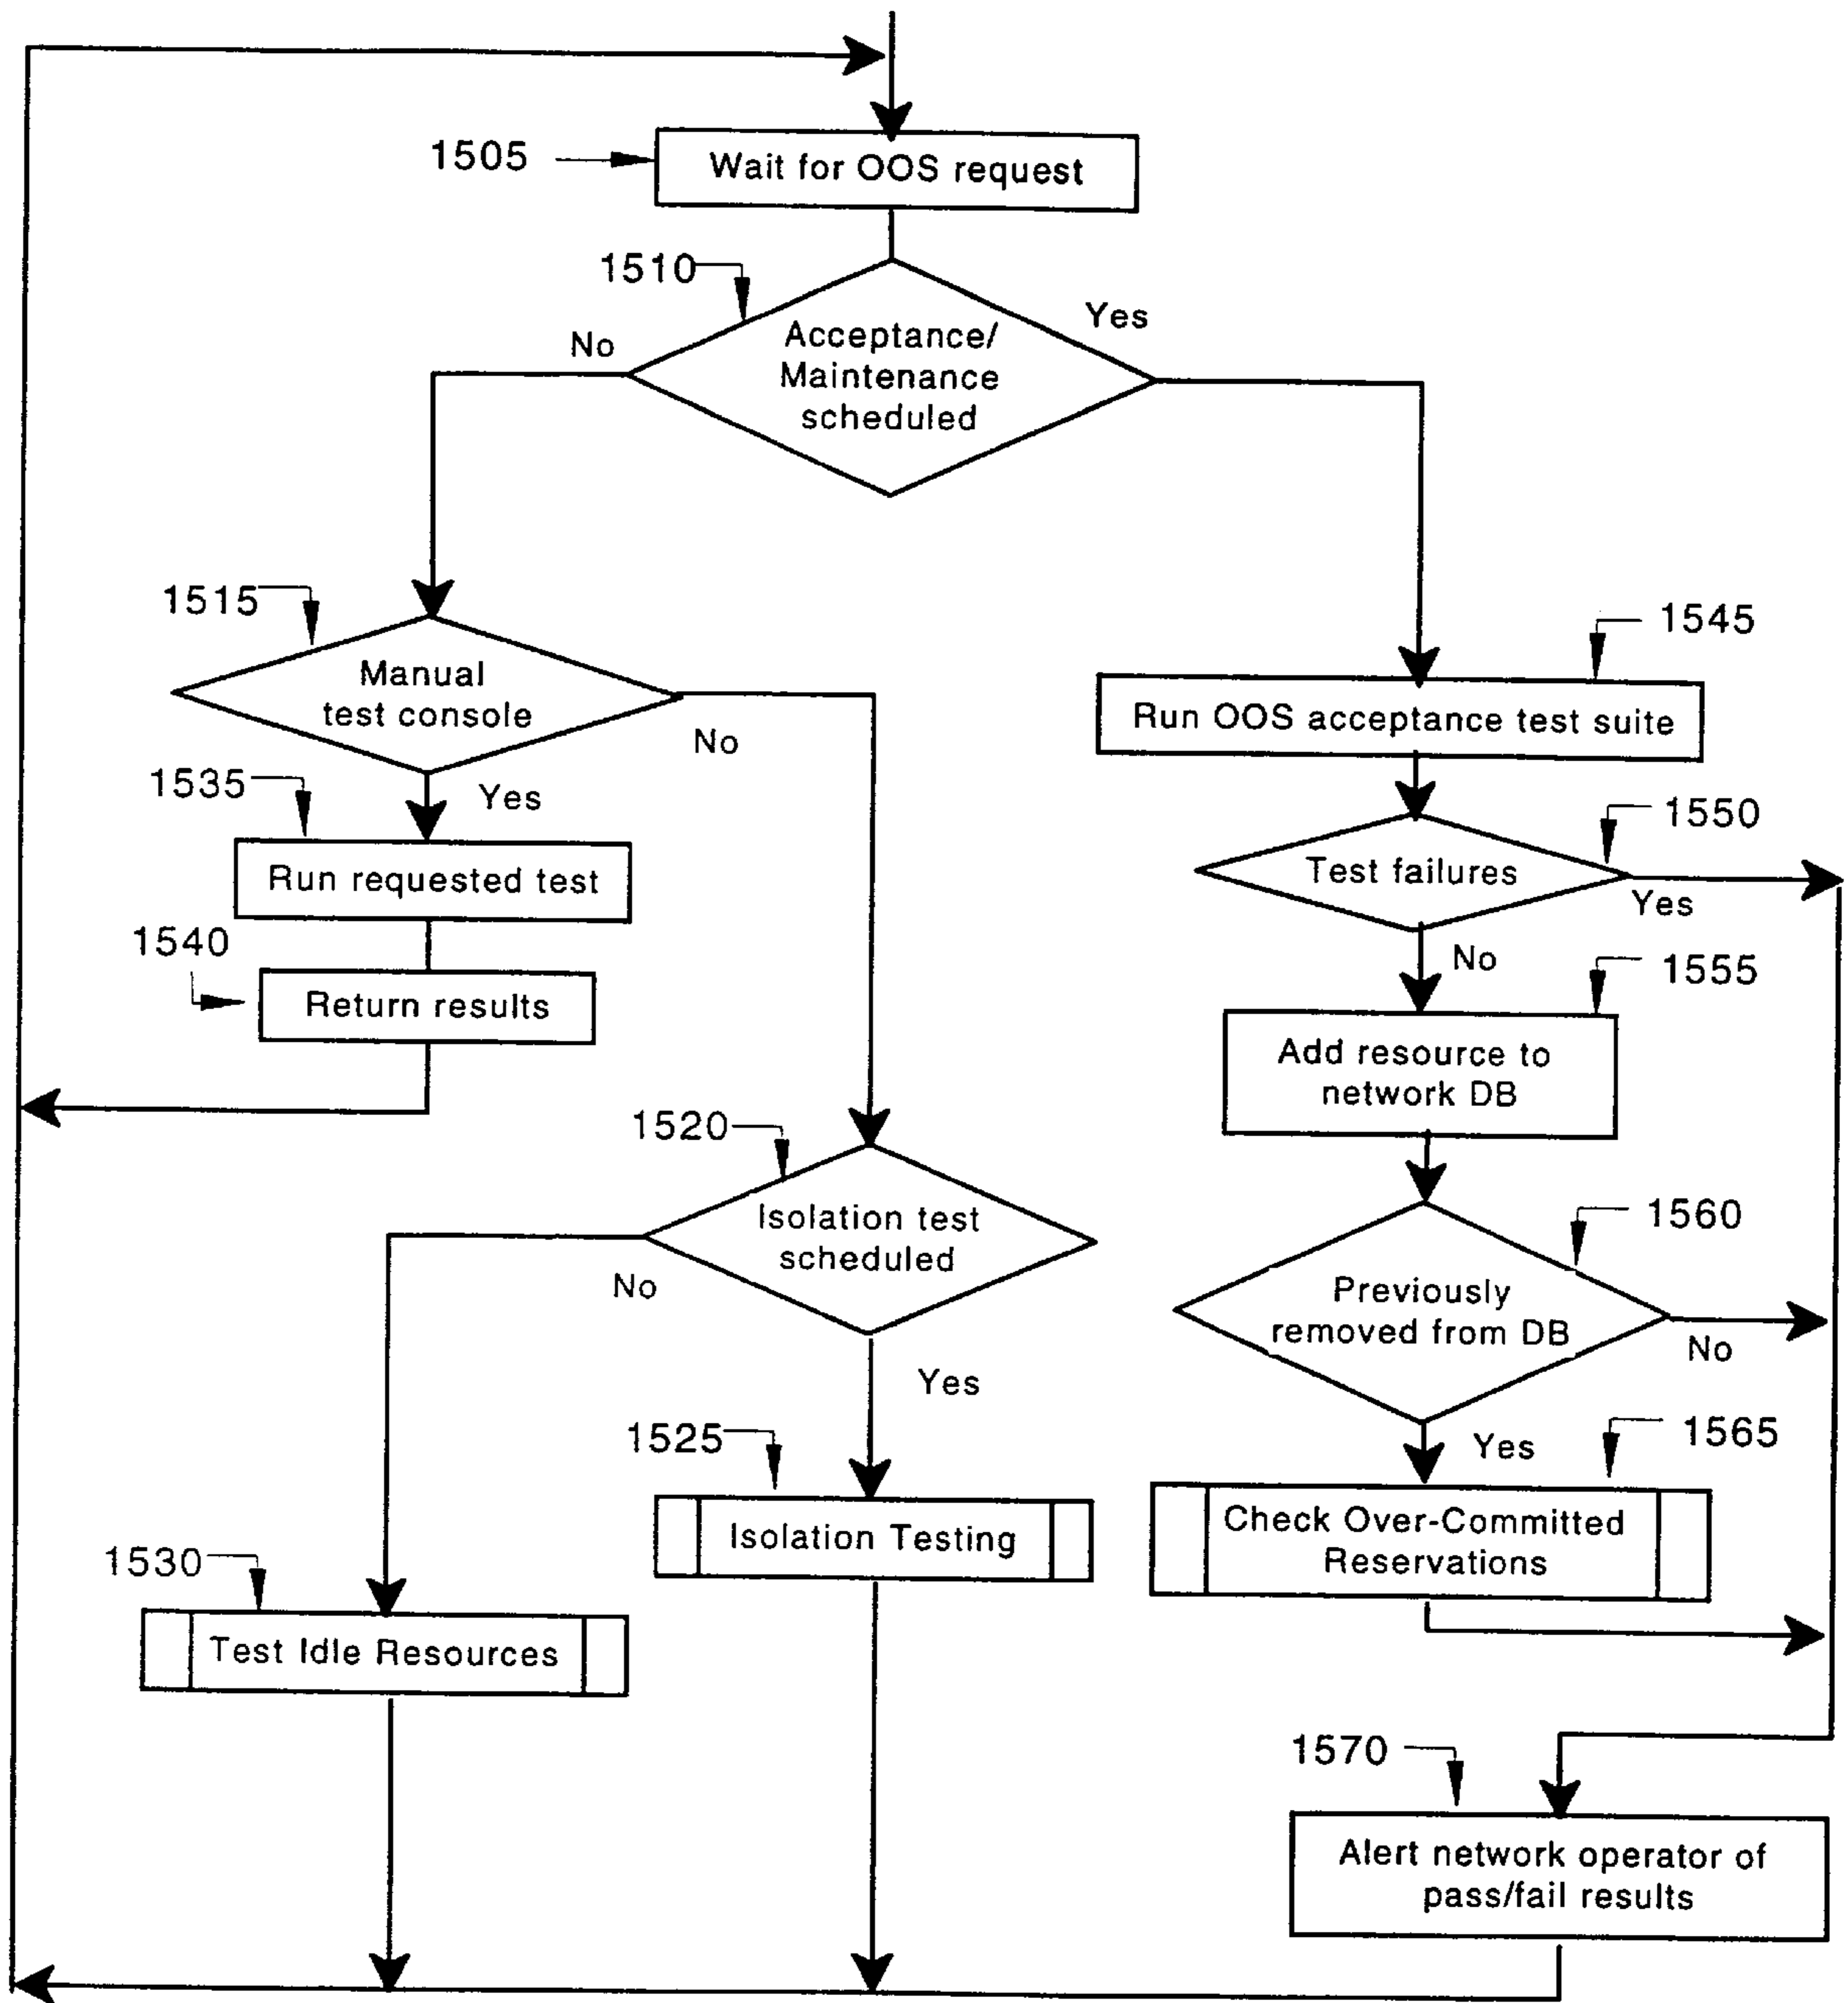 1505
Wait for OOS request
1510
No
Yes
Acceptance/
Maintenance
scheduled
1515
Manual
test console
No
1545
Run OOS acceptance test suite
1535
Yes
Run requested test
1550
Test failures
Yes
1540
Return results
No
1555
Add resource to
network DB
1520
Isolation test
scheduled
No
Yes
1560
Previously
removed from DB
No
Yes
1525
Isolation Testing
1565
Check Over-Committed
Reservations
1530
Test Idle Resources
1570
Alert network operator of
pass/fail results